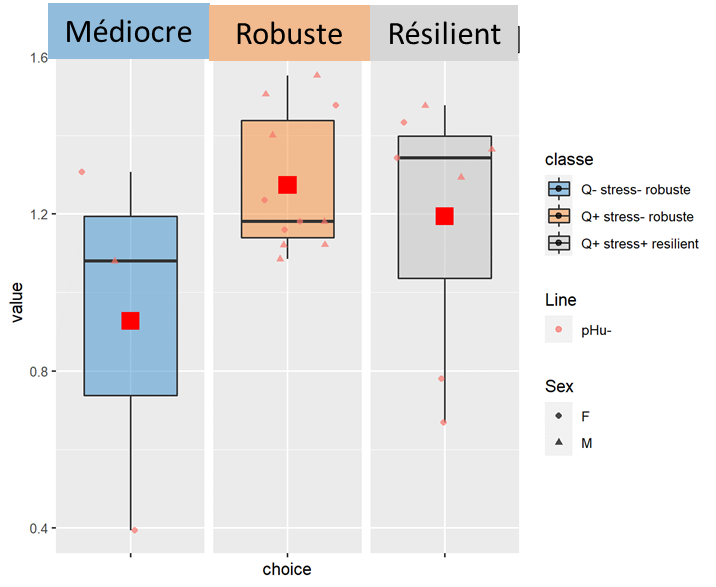 Médiocre Robuste Résilient
1.6
1.2
0.8
0.4
value
choice
classe
Q- stress- robuste
Q+ stress- robuste
Q+ stress+ resilient
Line
pHu-
Sex
F
M